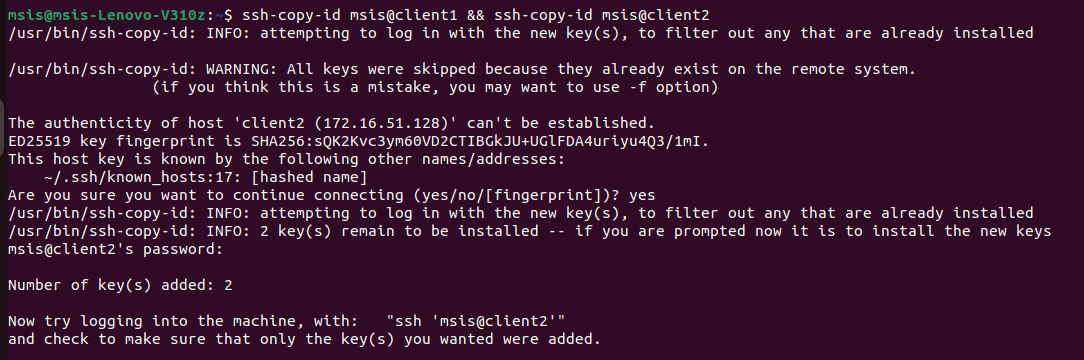 msis@msis-Lenovo-V310z:~$ ssh-copy-id msis@client1 && ssh-copy-id msis@client2
/usr/bin/ssh-copy-id: INFO: attempting to log in with the new key(s), to filter out any that are already installed
/usr/bin/ssh-copy-id: WARNING: All keys were skipped because they already exist on the remote system.
(if you think this is a mistake, you may want to use -f option)
The authenticity of host 'client2 (172.16.51.128)' can't be established.
ED25519 key fingerprint is SHA256:sQK2Kvc3ym60VD2CTIBGkJU+UGlFDA4uriyu4Q3/1mI.
This host key is known by the following other names/addresses:
~/.ssh/known_hosts:17: [hashed name]
Are you sure you want to continue connecting (yes/no/[fingerprint])? yes
/usr/bin/ssh-copy-id: INFO: attempting to log in with the new key(s), to filter out any that are already installed
/usr/bin/ssh-copy-id: INFO: 2 key(s) remain to be installed -- if you are prompted now it is to install the new keys
msis@client2's password:
Number of key(s) added: 2
Now try logging into the machine, with:   "ssh 'msis@client2'"
and check to make sure that only the key(s) you wanted were added.